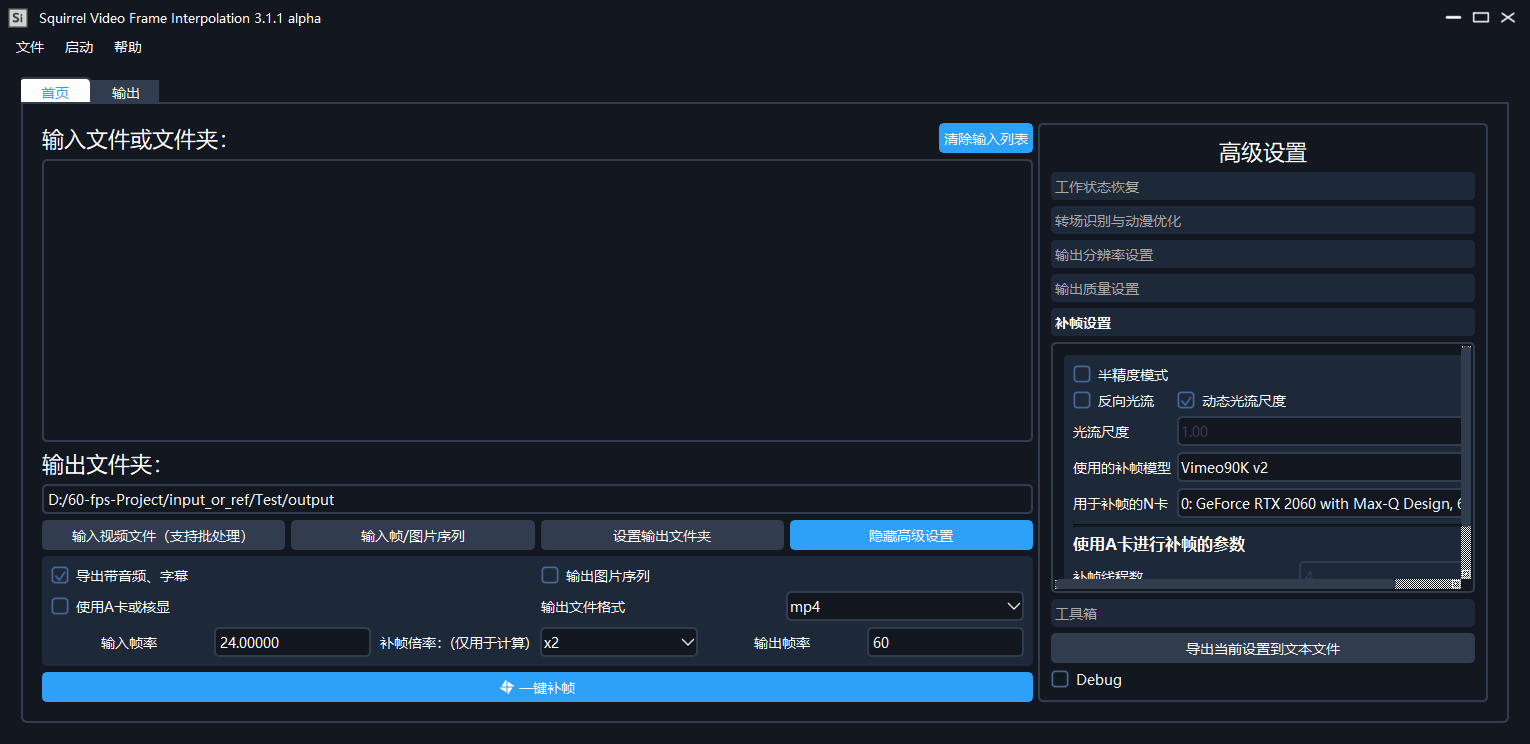 Si Squirrel Video Frame Interpolation 3.1.1 alpha
文件 启动 帮助
首页 输出
输入文件或文件夹：
清除输入列表
输出文件夹：
D:/60-fps-Project/input_or_ref/Test/output
输入视频文件（支持批处理） 输入帧/图片序列 设置输出文件夹 隐藏高级设置
导出带音频、字幕 输出图片序列
使用A卡或核显 输出文件格式 mp4
输入帧率 24.00000 补帧倍率：(仅用于计算) x2 输出帧率 60
一键补帧
高级设置
工作状态恢复
转场识别与动漫优化
输出分辨率设置
输出质量设置
补帧设置
半精度模式
反向光流 动态光流尺度
光流尺度 1.00
使用的补帧模型 Vimeo90K v2
用于补帧的N卡 0: GeForce RTX 2060 with Max-Q Design, 6
使用A卡进行补帧的参数
补帧线程数 4
工具箱
导出当前设置到文本文件
Debug